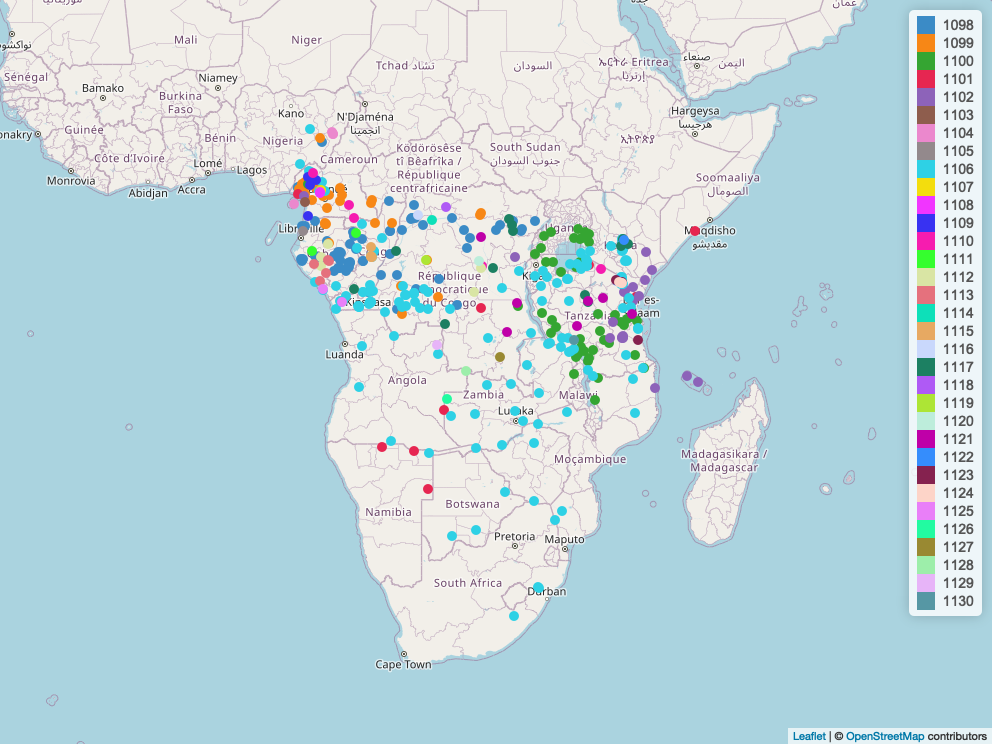 عمان
Mali
Niger
Tchad تشاد
السودان
ኤርትራ Eritrea
إرتريا
صنعاء
اليمن
Sénégal
Bamako
Niamey
Burkina
Faso
Kano
N'Djaména
انجمينا
Hargeysa
هرجيسا
onakry
Guinée
Côte d'Ivoire
Bénin
Nigeria
Lomé
Lagos
Monrovia
Abidjan
Accra
Cameroun
Ködörösêse
tî Bêafrîka /
République
centrafricaine
South Sudan
جنوب السودان
ኢትዮጵያ
Soomaaliya
الصومال
Muqdisho
مقديشو
République
du Congo
Tanzania
Luanda
Angola
Zambia
Malawi
Lusaka
Moçambique
Madagasikara /
Madagascar
Namibia
Botswana
Pretoria
Maputo
South Africa
Durban
Cape Town
1098
1099
1100
1101
1102
1103
1104
1105
1106
1107
1108
1109
1110
1111
1112
1113
1114
1115
1116
1117
1118
1119
1120
1121
1122
1123
1124
1125
1126
1127
1128
1129
1130
Leaflet | © OpenStreetMap contributors